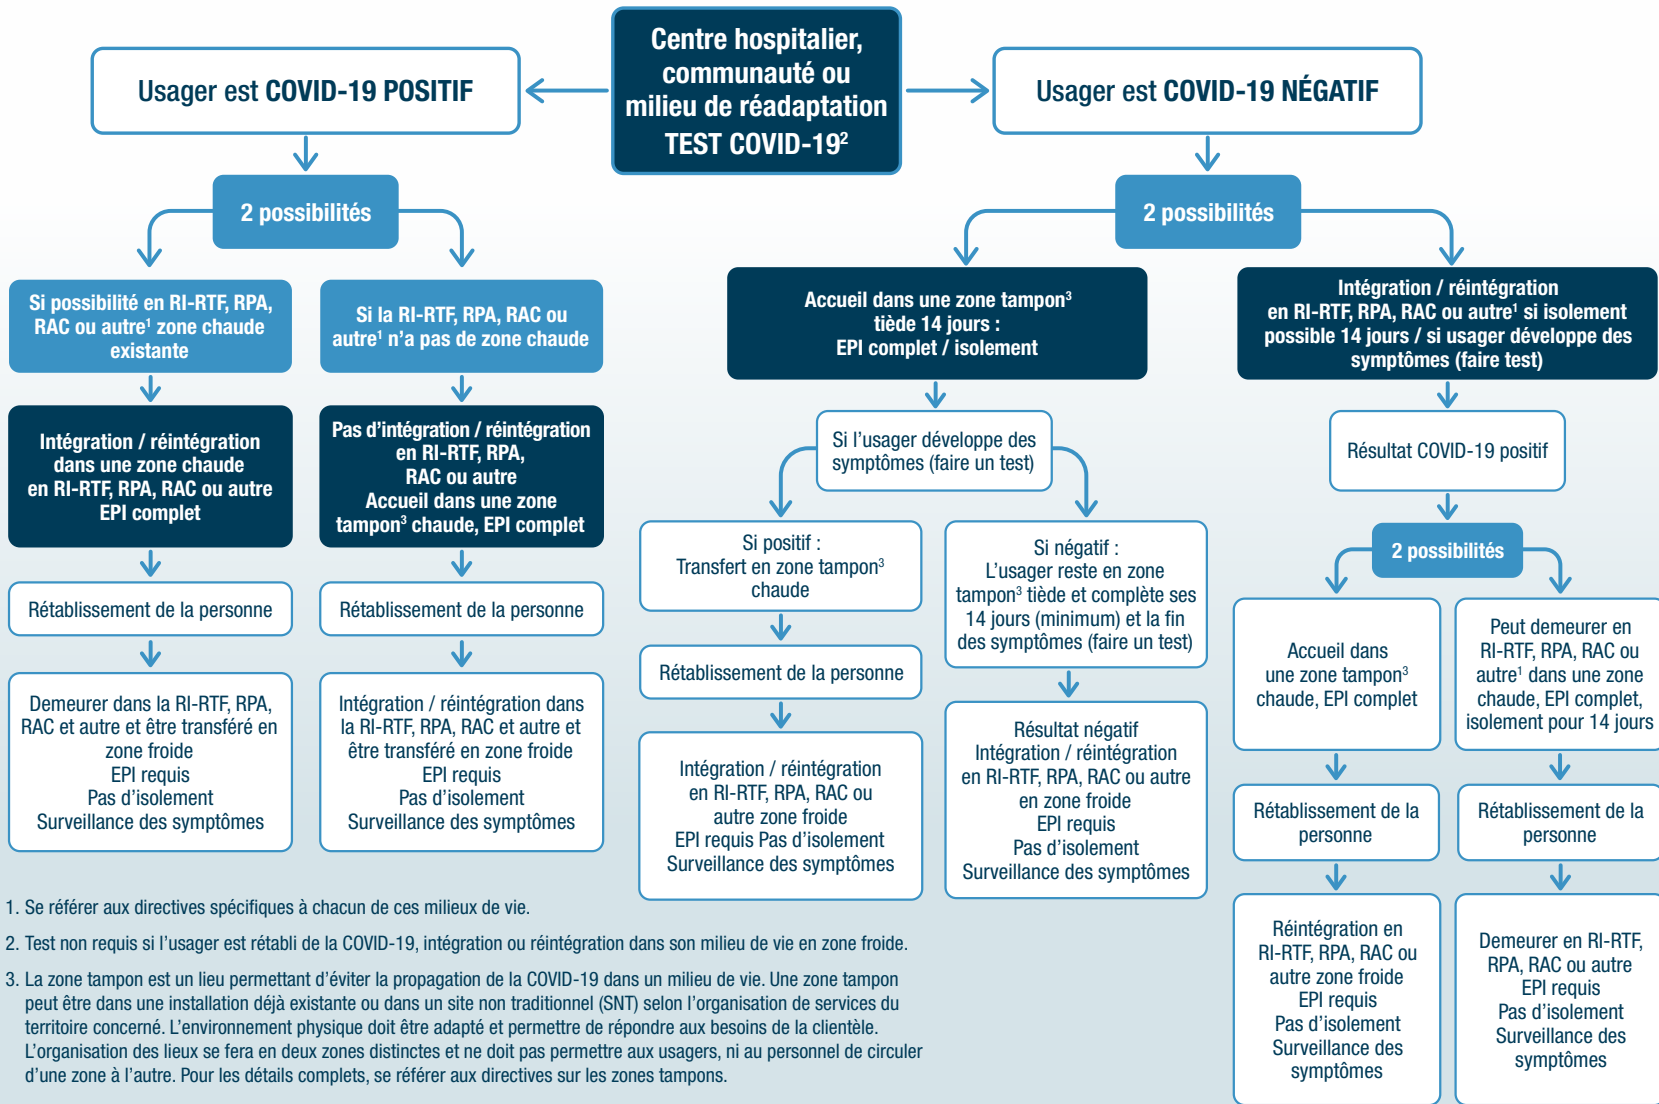 Centre hospitalier,
communauté ou
milieu de réadaptation
TEST COVID-19²
Usager est COVID-19 POSITIF
Usager est COVID-19 NÉGATIF
2 possibilités
2 possibilités
Si possibilité en RI-RTF, RPA,
RAC ou autre¹ zone chaude
existante
Si la RI-RTF, RPA, RAC ou
autre¹ n'a pas de zone chaude
Intégration / réintégration
dans une zone chaude
en RI-RTF, RPA, RAC ou autre
EPI complet
Pas d'intégration / réintégration
en RI-RTF, RPA,
RAC ou autre
Accueil dans une zone
tampon³ chaude, EPI complet
Rétablissement de la personne
Rétablissement de la personne
Demeurer dans la RI-RTF, RPA,
RAC et autre et être transféré en
zone froide
EPI requis
Pas d'isolement
Surveillance des symptômes
Intégration / réintégration dans
la RI-RTF, RPA, RAC et autre et
être transféré en zone froide
EPI requis
Pas d'isolement
Surveillance des symptômes
Accueil dans une zone tampon³
tiède 14 jours :
EPI complet / isolement
Si l'usager développe des
symptômes (faire un test)
Si positif :
Transfert en zone tampon³
chaude
Rétablissement de la personne
Intégration / réintégration
en RI-RTF, RPA, RAC ou
autre zone froide
EPI requis Pas d'isolement
Surveillance des symptômes
Si négatif :
L'usager reste en zone
tampon³ tiède et complète ses
14 jours (minimum) et la fin
des symptômes (faire un test)
Résultat négatif
Intégration / réintégration
en RI-RTF, RPA, RAC ou autre
en zone froide
EPI requis
Pas d'isolement
Surveillance des symptômes
Intégration / réintégration
en RI-RTF, RPA, RAC ou autre¹ si isolement
possible 14 jours / si usager développe des
symptômes (faire test)
Résultat COVID-19 positif
2 possibilités
Accueil dans
une zone tampon³
chaude, EPI complet
Rétablissement de la
personne
Réintégration en
RI-RTF, RPA, RAC ou
autre zone froide
EPI requis
Pas d'isolement
Surveillance des
symptômes
Peut demeurer en
RI-RTF, RPA, RAC ou
autre¹ dans une zone
chaude, EPI complet,
isolement pour 14 jours
Rétablissement de la
personne
Demeurer en RI-RTF,
RPA, RAC ou autre
EPI requis
Pas d'isolement
Surveillance des
symptômes
1. Se référer aux directives spécifiques à chacun de ces milieux de vie.
2. Test non requis si l'usager est rétabli de la COVID-19, intégration ou réintégration dans son milieu de vie en zone froide.
3. La zone tampon est un lieu permettant d'éviter la propagation de la COVID-19 dans un milieu de vie. Une zone tampon
peut être dans une installation déjà existante ou dans un site non traditionnel (SNT) selon l'organisation de services du
territoire concerné. L'environnement physique doit être adapté et permettre de répondre aux besoins de la clientèle.
L'organisation des lieux se fera en deux zones distinctes et ne doit pas permettre aux usagers, ni au personnel de circuler
d'une zone à l'autre. Pour les détails complets, se référer aux directives sur les zones tampons.